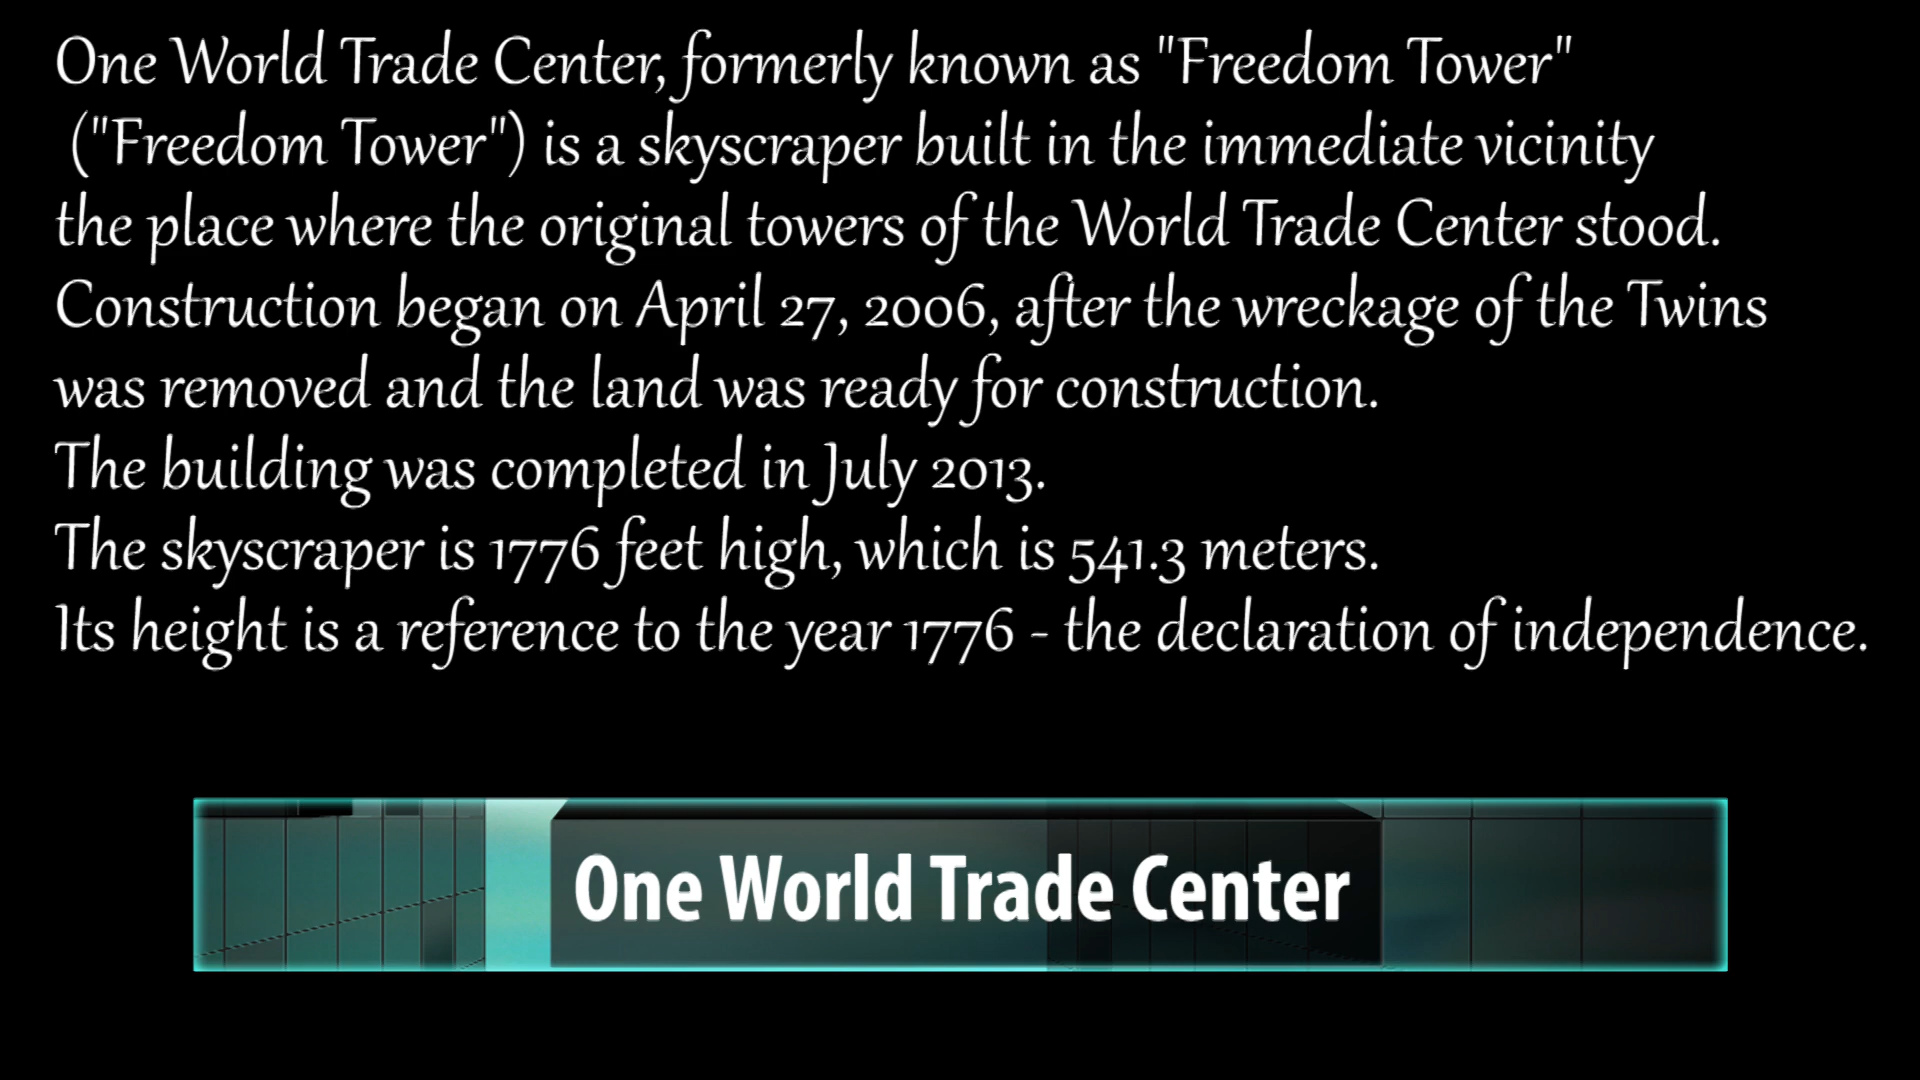 One World Trade Center, formerly known as "Freedom Tower"
("Freedom Tower") is a skyscraper built in the immediate vicinity
the place where the original towers of the World Trade Center stood.
Construction began on April 27, 2006, after the wreckage of the Twins
was removed and the land was ready for construction.
The building was completed in July 2013.
The skyscraper is 1776 feet high, which is 541.3 meters.
Its height is a reference to the year 1776 - the declaration of independence.
One World Trade Center